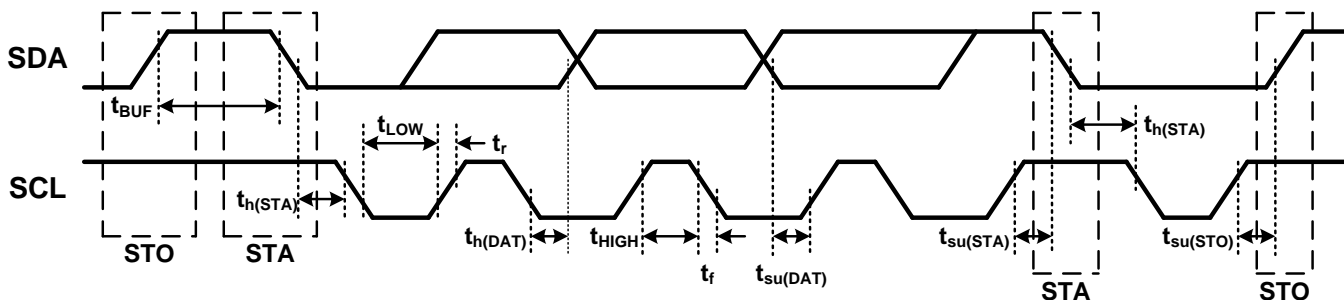 SDA
t_BUF
t_LOW
t_r
t_h(STA)
SCL
t_h(STA)
t_h(DAT)
t_HIGH
t_f
t_su(DAT)
t_su(STA)
t_su(STO)
STO
STA
STA
STO